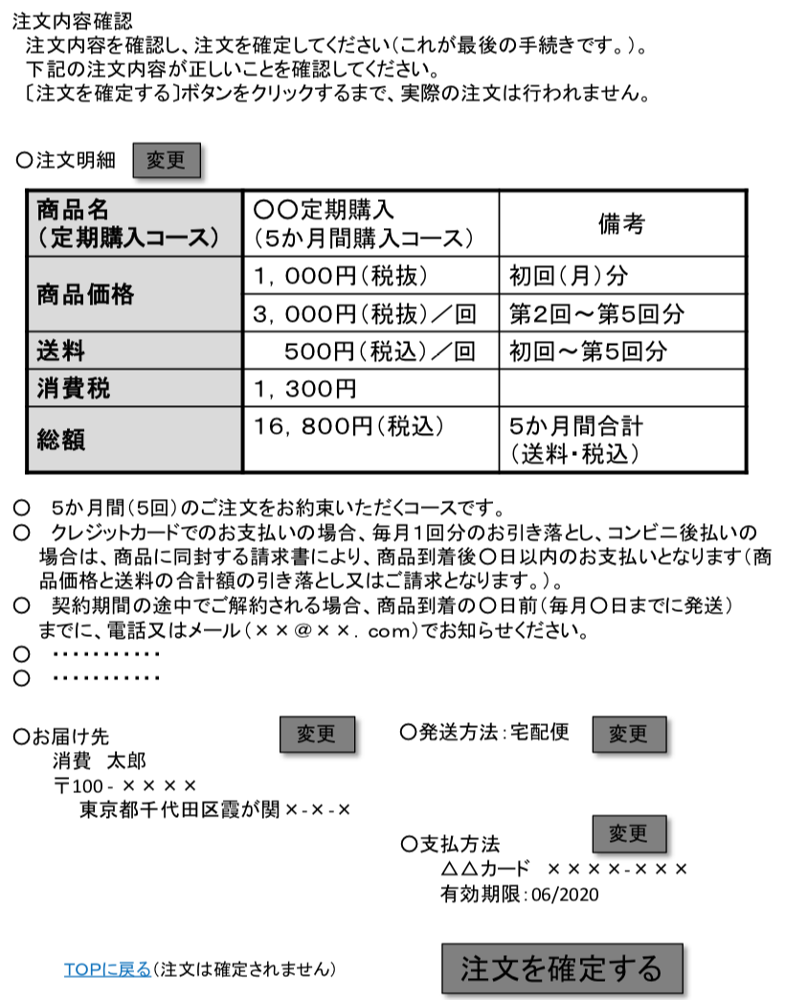 注文内容確認
注文内容を確認し、注文を確定してください（これが最後の手続きです。）。
下記の注文内容が正しいことを確認してください。
〔注文を確定する〕ボタンをクリックするまで、実際の注文は行われません。
〇注文明細 変更
商品名 〇〇定期購入 備考
（定期購入コース） （５か月間購入コース）
商品価格 １，０００円（税抜） 初回（月）分
３，０００円（税抜）／回 第２回～第５回分
送料 ５００円（税込）／回 初回～第５回分
消費税 １，３００円
総額 １６，８００円（税込） ５か月間合計
（送料・税込）
〇 ５か月間（５回）のご注文をお約束いただくコースです。
〇 クレジットカードでのお支払いの場合、毎月１回分のお引き落とし、コンビニ後払いの
場合は、商品に同封する請求書により、商品到着後〇日以内のお支払いとなります（商
品価格と送料の合計額の引き落とし又はご請求となります。）。
〇 契約期間の途中でご解約される場合、商品到着の〇日前（毎月〇日までに発送）
までに、電話又はメール（××＠××．ｃｏｍ）でお知らせください。
〇 ・・・・・・・・・・・
〇 ・・・・・・・・・・・
〇お届け先 変更
消費 太郎
〒100-××××
東京都千代田区霞が関×-×-×
〇発送方法：宅配便 変更
〇支払方法 変更
△△カード ××××-×××
有効期限：06/2020
ＴＯＰに戻る（注文は確定されません）
注文を確定する